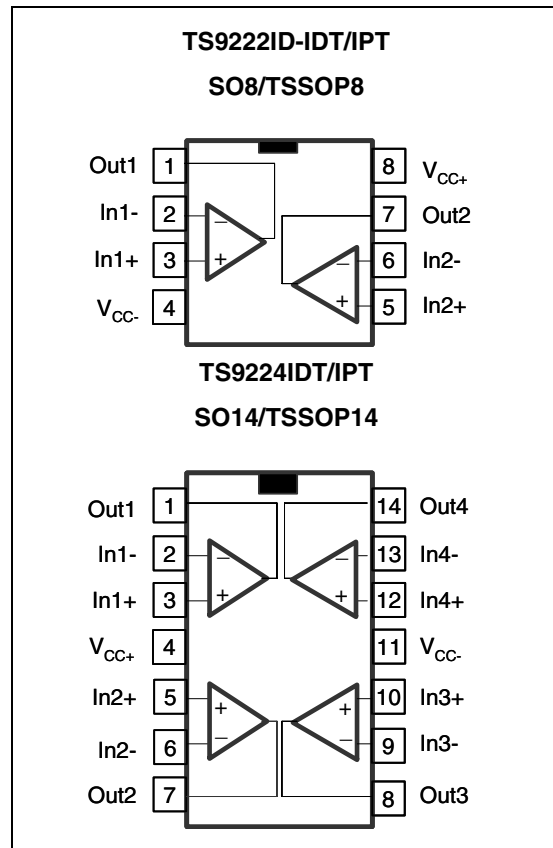 TS9222ID-IDT/IPT
SO8/TSSOP8
Out1 1 8 VCC+
In1- 2 − 7 Out2
In1+ 3 + − 6 In2-
VCC- 4 + 5 In2+
TS9224IDT/IPT
SO14/TSSOP14
Out1 1 14 Out4
In1- 2 − − 13 In4-
In1+ 3 + + 12 In4+
VCC+ 4 11 VCC-
In2+ 5 + + 10 In3+
In2- 6 − − 9 In3-
Out2 7 8 Out3